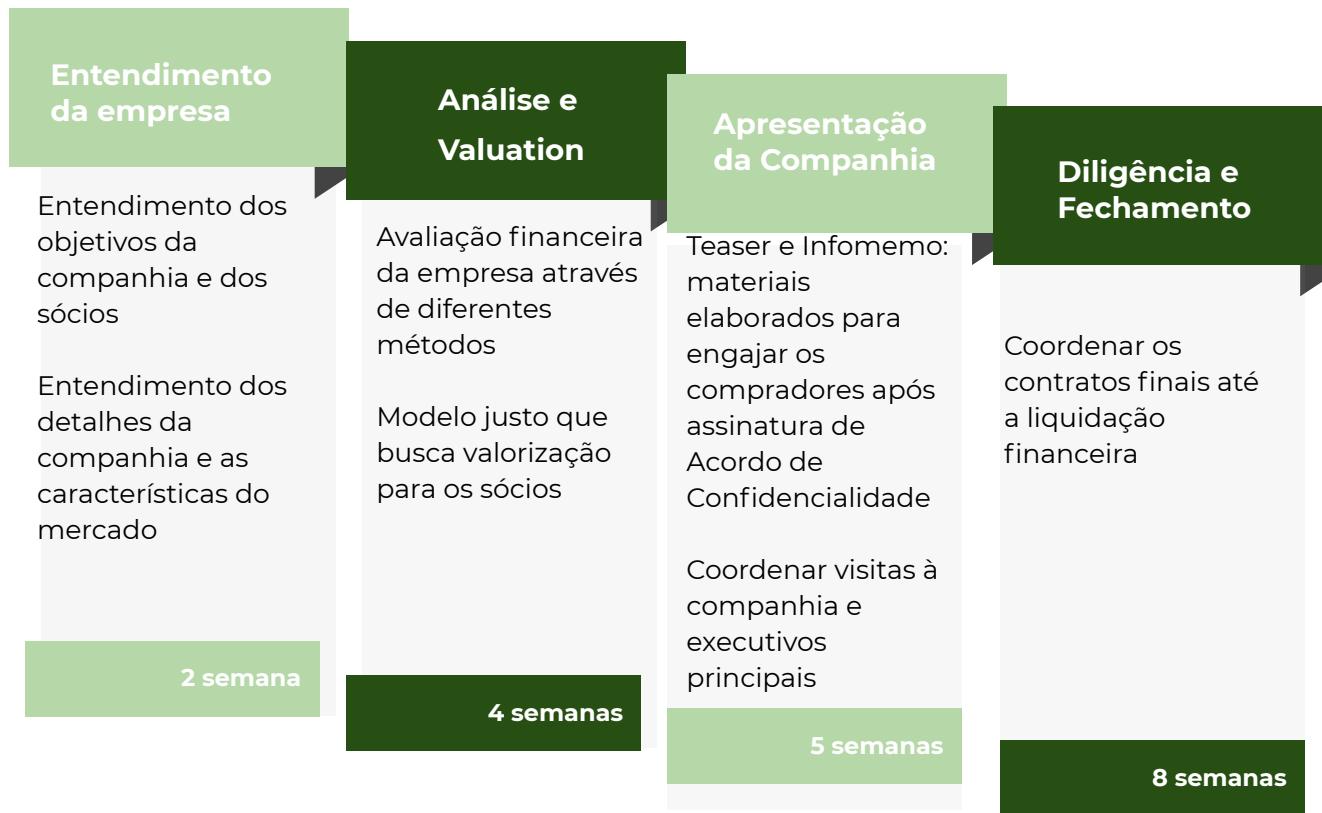 Entendimento
da empresa
Entendimento dos
objetivos da
companhia e dos
sócios
Entendimento dos
detalhes da
companhia e as
características do
mercado
2 semana
Análise e
Valuation
Avaliação financeira
da empresa através
de diferentes
métodos
Modelo justo que
busca valorização
para os sócios
4 semanas
Apresentação
da Companhia
Teaser e Infomemo:
materiais
elaborados para
engajar os
compradores após
assinatura de
Acordo de
Confidencialidade
Coordenar visitas à
companhia e
executivos
principais
5 semanas
Diligência e
Fechamento
Coordenar os
contratos finais até
a liquidação
financeira
8 semanas